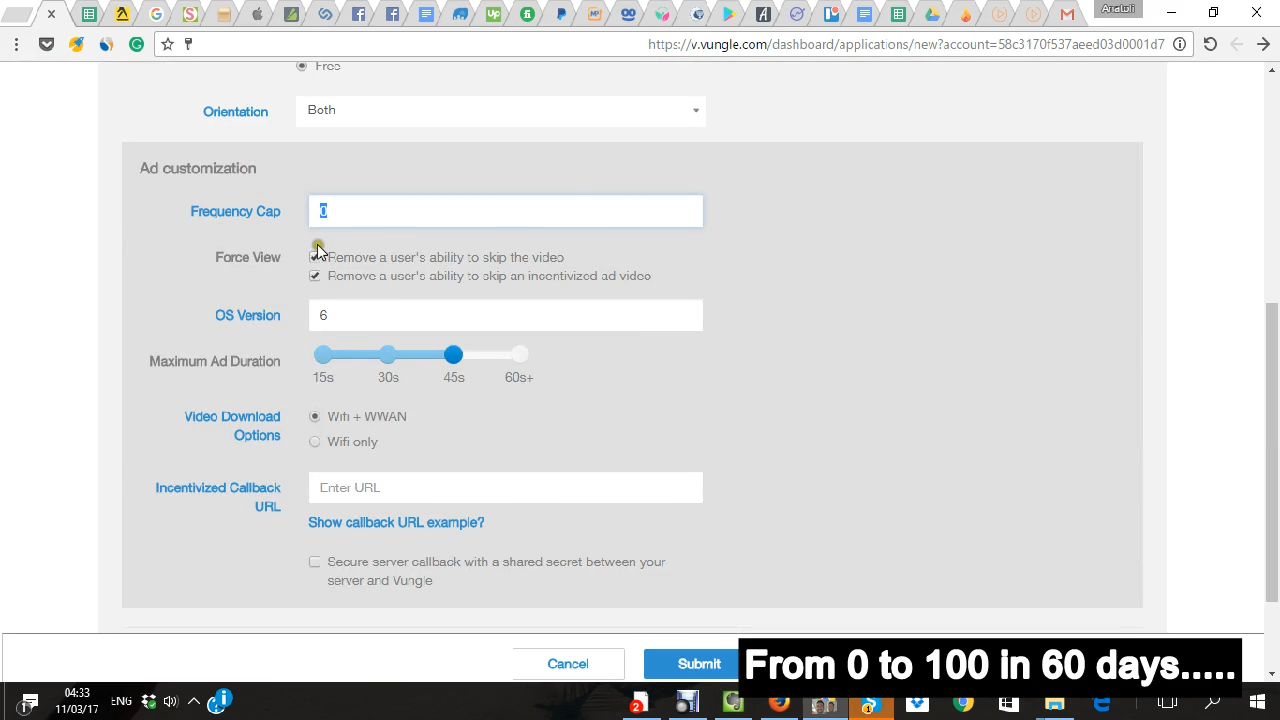 Anatoli
https://v.vungle.com/dashboard/applications/new?account=58c3170f537aeed03d0001d7
Free
Orientation
Both
Ad customization
Frequency Cap
0
Force View
Remove a user's ability to skip the video
Remove a user's ability to skip an incentivized ad video
OS Version
6
Maximum Ad Duration
15s 30s 45s 60s+
Video Download
Options
Wifi + WWAN
Wifi only
Incentivized Callback
URL
Enter URL
Show callback URL example?
Secure server callback with a shared secret between your
server and Vungle
Cancel
Submit
From 0 to 100 in 60 days.....
04:33
11/03/17
ENG
2